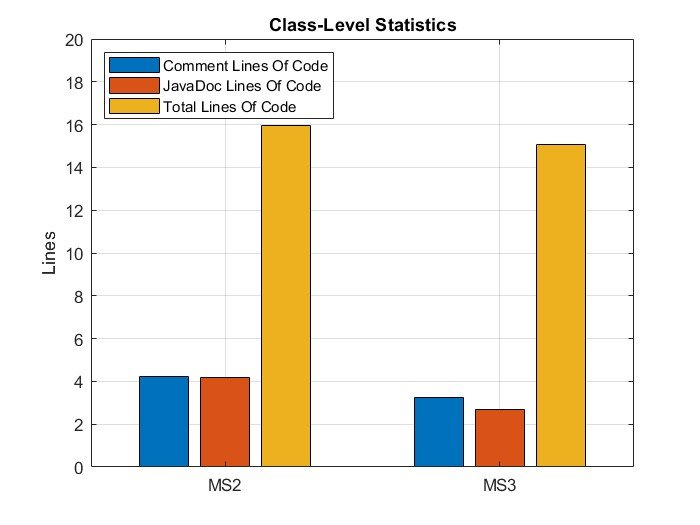 Class-Level Statistics
Comment Lines Of Code
JavaDoc Lines Of Code
Total Lines Of Code
Lines
20
18
16
14
12
10
8
6
4
2
0
MS2
MS3